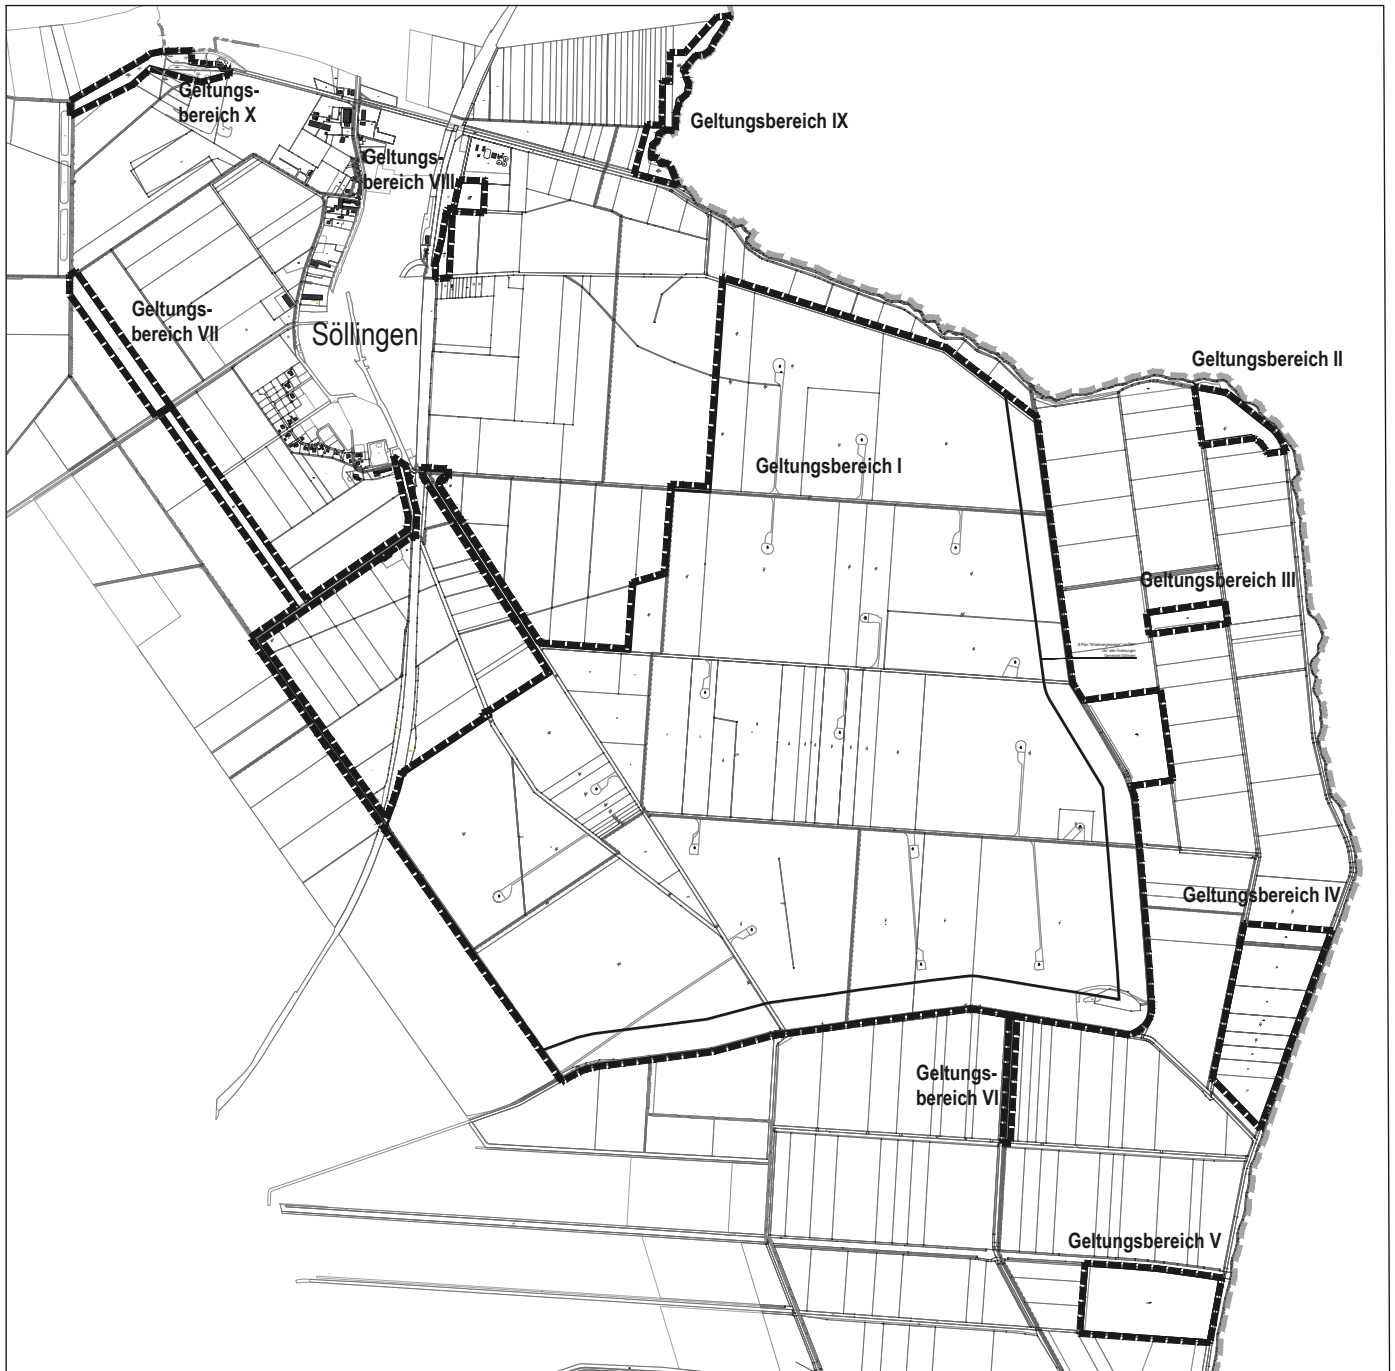 Geltungs-
bereich X
Geltungsbereich IX
Geltungs-
bereich VIII
Geltungs-
bereich VII
Söllingen
Geltungsbereich II
Geltungsbereich I
Geltungsbereich III
Geltungsbereich IV
Geltungs-
bereich VI
Geltungsbereich V